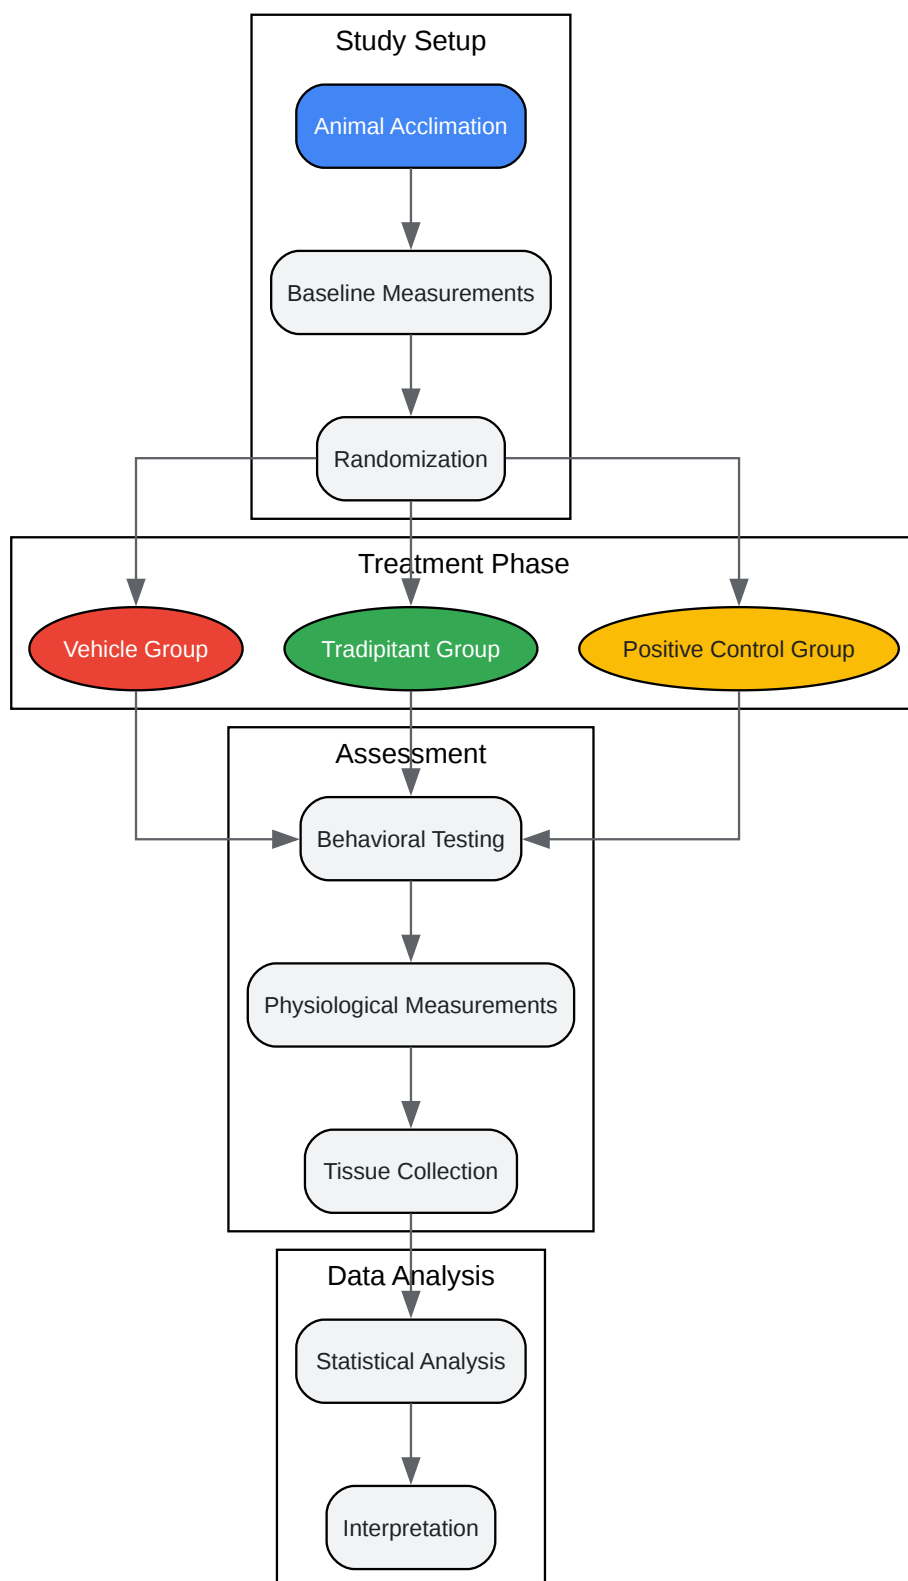 Study Setup
Animal Acclimation
Baseline Measurements
Randomization
Treatment Phase
Vehicle Group
Tradipitant Group
Positive Control Group
Assessment
Behavioral Testing
Physiological Measurements
Tissue Collection
Data Analysis
Statistical Analysis
Interpretation